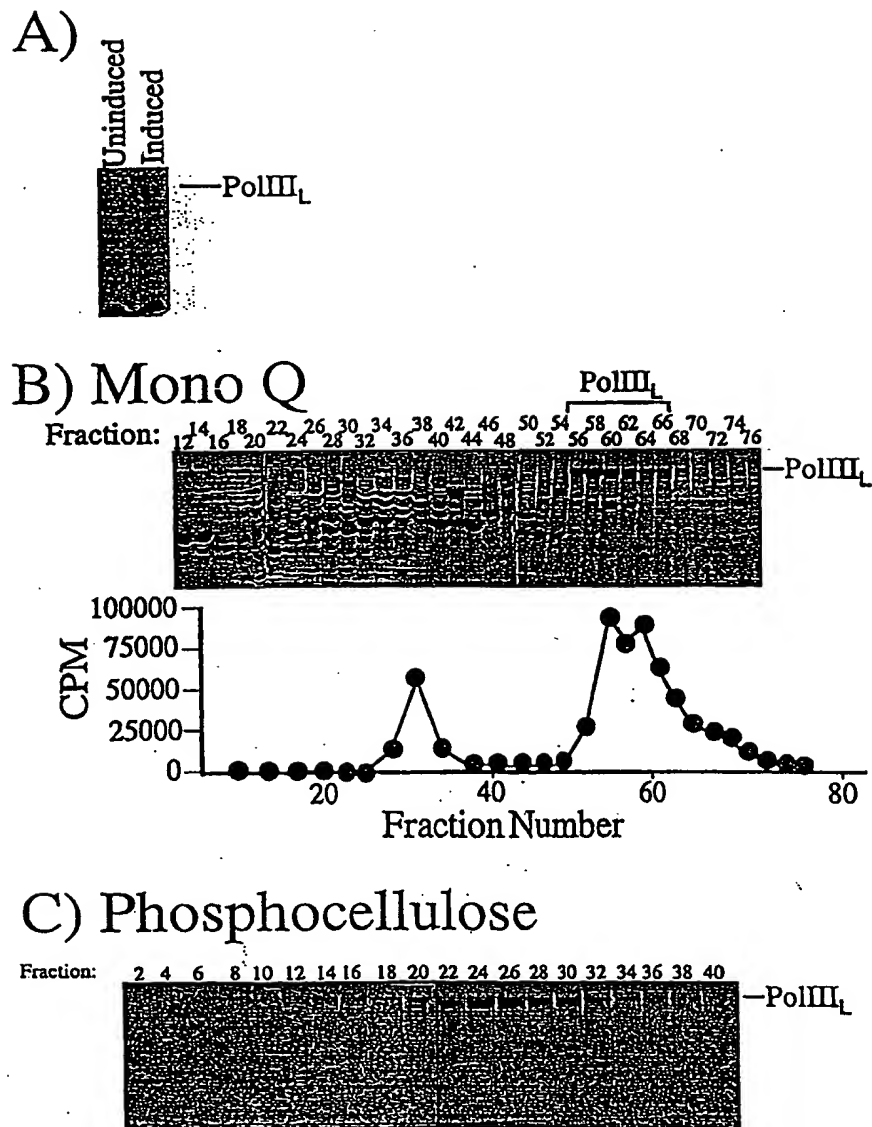 A)
Uninduced
Induced
PolIII_L
B) Mono Q
PolIII_L
Fraction: 12 14 16 18 20 22 24 26 28 30 32 34 36 38 40 42 44 46 48 50 52 54 56 58 60 62 64 66 68 70 72 74 76
PolIII_L
100000
75000
50000
25000
0
CPM
20 40 60 80
Fraction Number
C) Phosphocellulose
Fraction: 2 4 6 8 10 12 14 16 18 20 22 24 26 28 30 32 34 36 38 40
PolIII_L